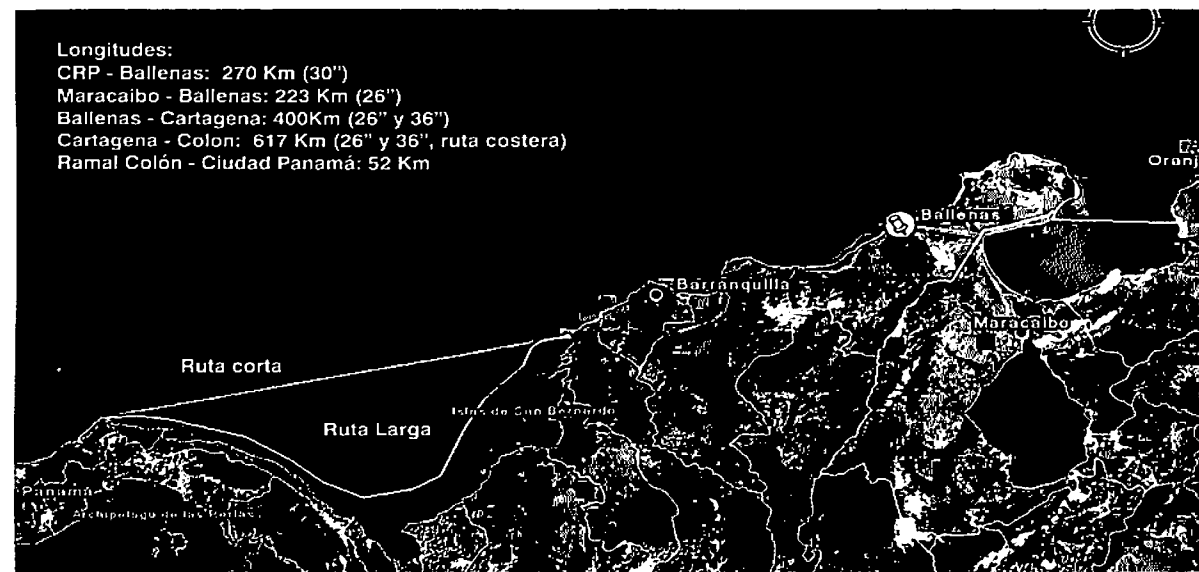 Longitudes:
CRP - Ballenas: 270 Km (30")
Maracaibo - Ballenas: 223 Km (26")
Ballenas - Cartagena: 400Km (26" y 36")
Cartagena - Colon: 617 Km (26" y 36", ruta costera)
Ramal Colón - Ciudad Panamá: 52 Km
Oranj
Ballenas
Barranquilla
Maracaibo
Ruta corta
Islas de San Bernardo
Ruta Larga
Panamá
Archipelago de las Perlas